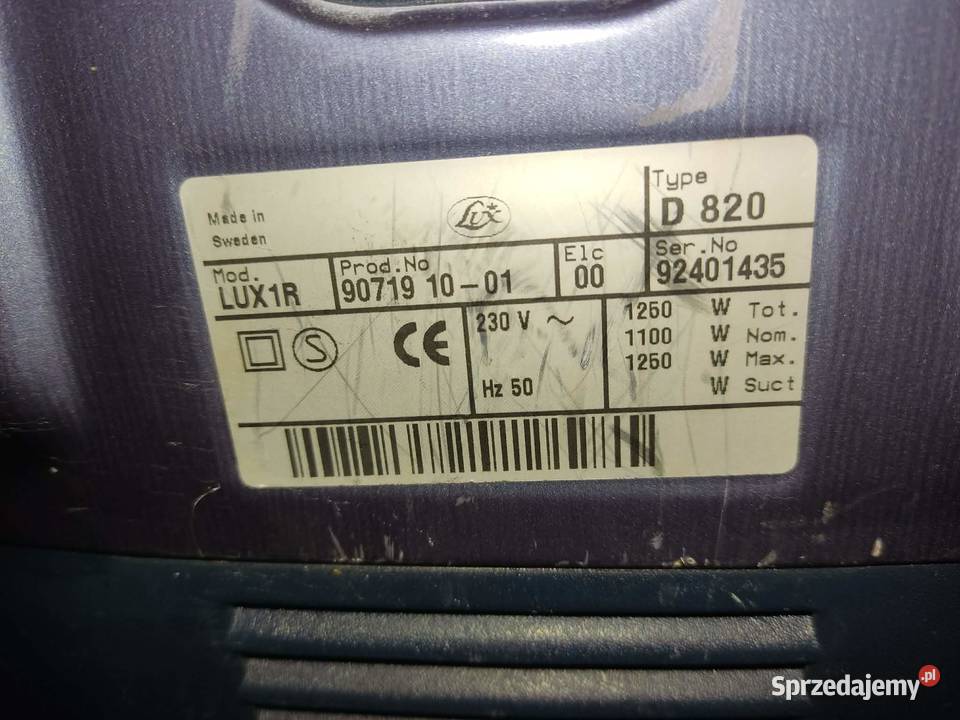 Made in
Sweden
Lux
Type
D 820
Mod.
LUX1R
Prod.No
90719 10-01
Elc
00
Ser.No
92401435
S
CE
230 V ~
Hz 50
1250 W Tot.
1100 W Nom.
1250 W Max.
W Suct
Sprzedajemy.pl